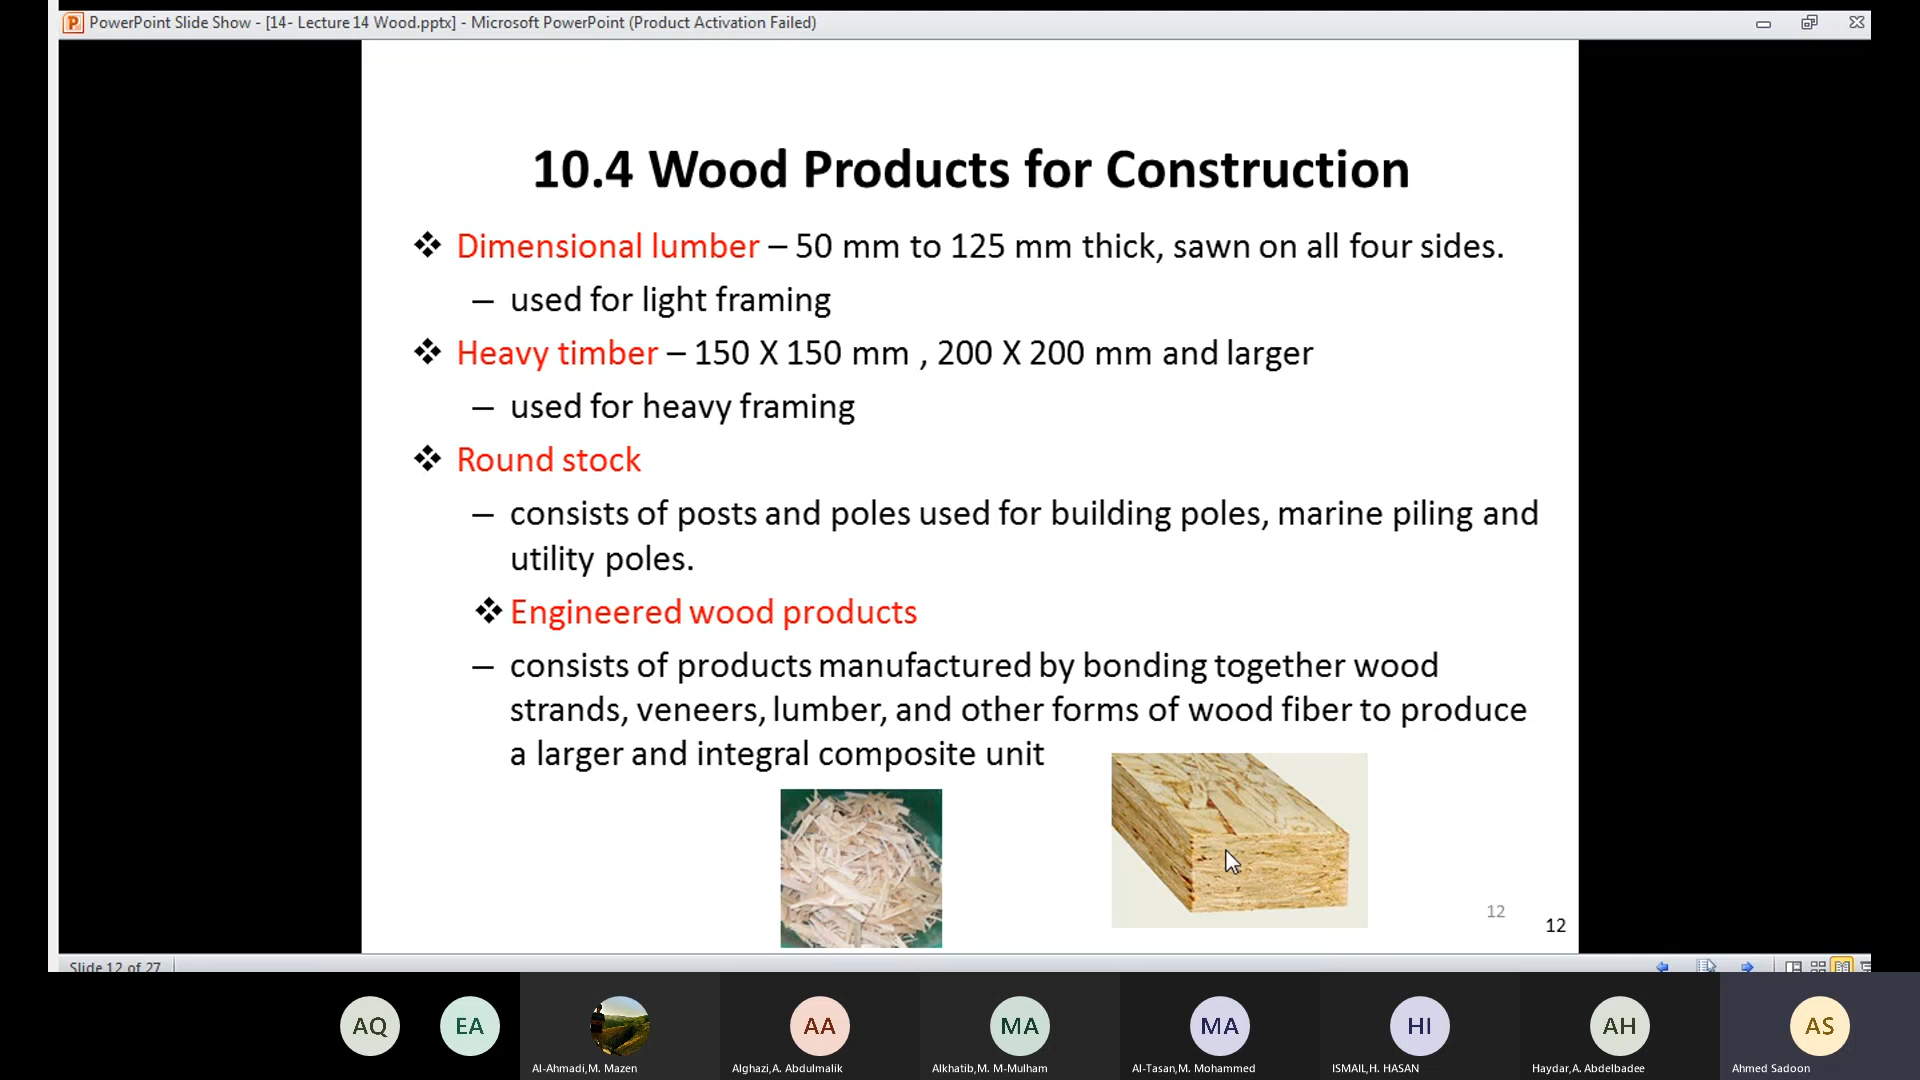 PowerPoint Slide Show - [14- Lecture 14 Wood.pptx] - Microsoft PowerPoint (Product Activation Failed)
10.4 Wood Products for Construction
❖ Dimensional lumber – 50 mm to 125 mm thick, sawn on all four sides.
– used for light framing
❖ Heavy timber – 150 X 150 mm , 200 X 200 mm and larger
– used for heavy framing
❖ Round stock
– consists of posts and poles used for building poles, marine piling and
utility poles.
❖ Engineered wood products
– consists of products manufactured by bonding together wood
strands, veneers, lumber, and other forms of wood fiber to produce
a larger and integral composite unit
12
12
Slide 12 of 27
AQ
EA
AA
MA
MA
HI
AH
AS
Al-Ahmadi,M. Mazen
Alghazi,A. Abdulmalik
Alkhatib,M. M-Mulham
Al-Tasan,M. Mohammed
ISMAIL,H. HASAN
Haydar,A. Abdelbadee
Ahmed Sadoon